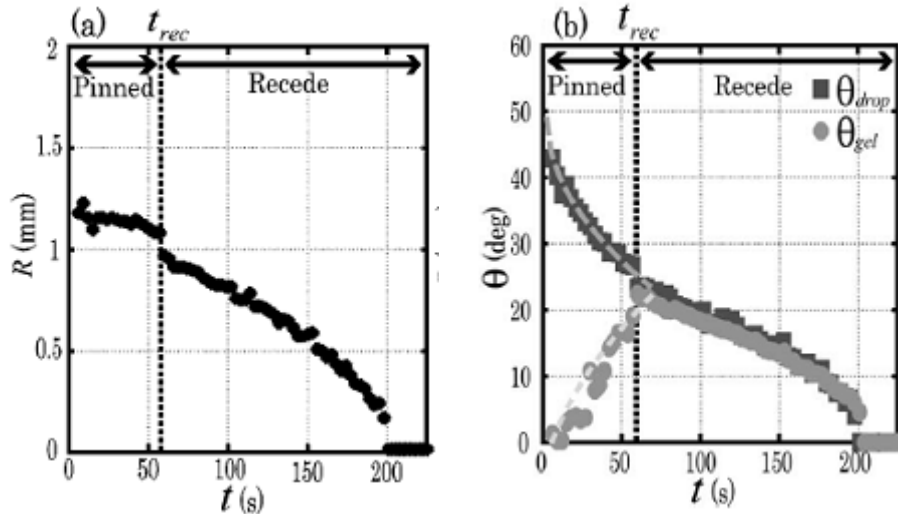 (a)
t_rec
2
Pinned
Recede
1.5
1
0.5
0
R (mm)
0 50 100 150 200
t (s)
(b)
t_rec
60
Pinned
Recede
θ_drop
θ_gel
50
40
30
20
10
0
Θ (deg)
0 50 100 150 200
t (s)